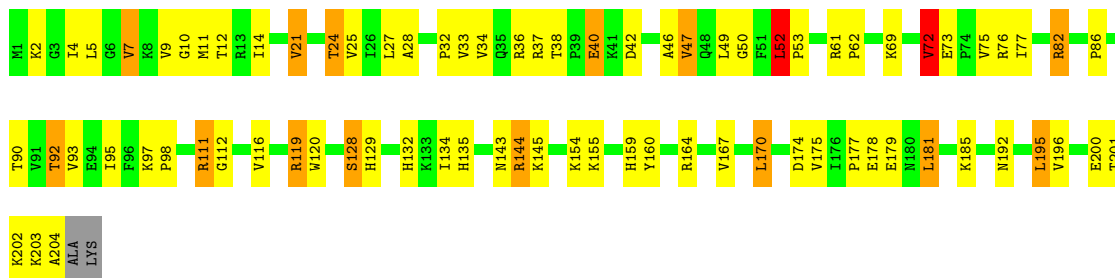 M1 K2 G3 I4 L5 G6 V7 K8 V9 G10 M11 T12 R13 I14 V21 T24 V25 I26 L27 A28 P32 V33 V34 Q35 R36 R37 T38 P39 E40 K41 D42 A46 V47 Q48 L49 G50 F51 L52 P53 R61 P62 K69 V72 E73 P74 V75 R76 I77 R82 P86
T90 V91 T92 V93 E94 I95 F96 K97 P98 R111 G112 V116 R119 W120 S128 H129 H132 K133 I134 H135 N143 R144 K145 K154 K155 H159 Y160 R164 V167 L170 D174 V175 I176 P177 E178 E179 N180 L181 K185 N192 L195 V196 E200 T201
K202 K203 A204 ALA LYS